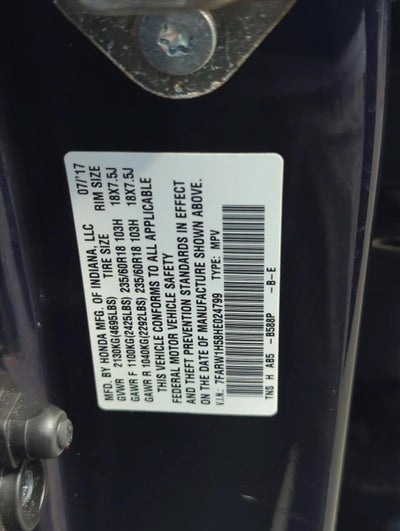 MFD. BY HONDA MFG. OF INDIANA, LLC 07/'17
GVWR 2130KG(4695LBS) TIRE SIZE RIM SIZE
GAWR F 1100KG(2425LBS) 235/60R18 103H 18X7.5J
GAWR R 1040KG(2292LBS) 235/60R18 103H 18X7.5J
THIS VEHICLE CONFORMS TO ALL APPLICABLE
FEDERAL MOTOR VEHICLE SAFETY
AND THEFT PREVENTION STANDARDS IN EFFECT
ON THE DATE OF MANUFACTURE SHOWN ABOVE.
V.I.N.: 7FARW1H58HE024799 TYPE: MPV
TNS H AB5 -B588P -B-E